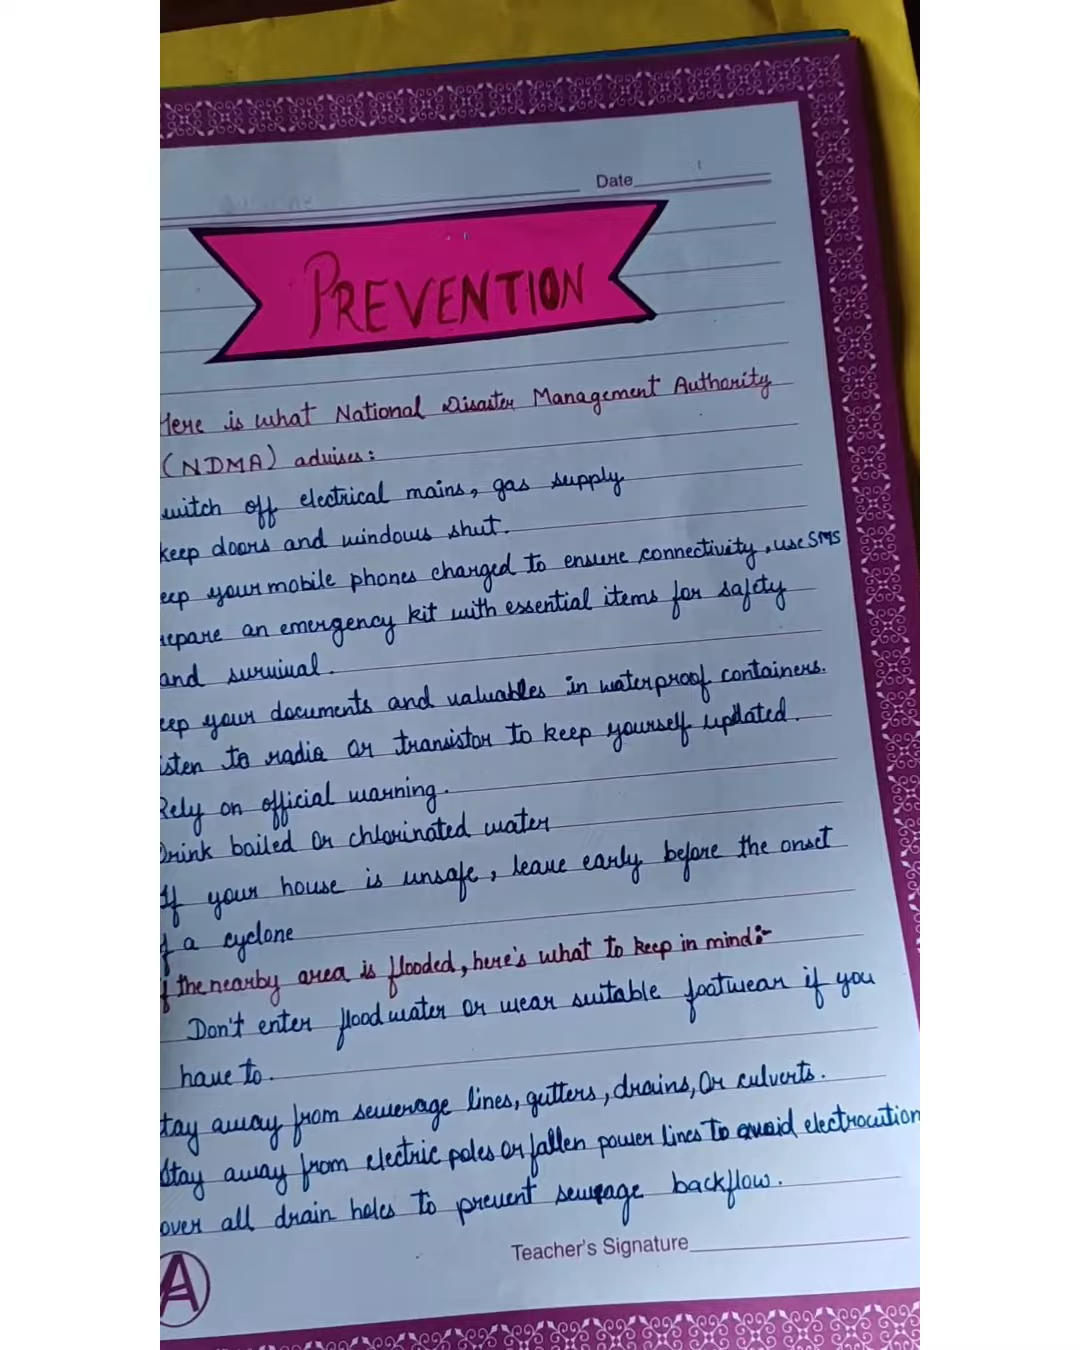 Date
PREVENTION
Here is what National Disaster Management Authority
(NDMA) advises:
witch off electrical mains, gas supply
keep doors and windows shut.
eep your mobile phones charged to ensure connectivity, use SMS
repare an emergency kit with essential items for safety
and survival.
eep your documents and valuables in waterproof containers.
isten to radio or transistor to keep yourself updated.
Rely on official warning.
Drink boiled or chlorinated water
If your house is unsafe, leave early before the onset
f a cyclone
f the nearby area is flooded, here's what to keep in mind:-
Don't enter flood water or wear suitable footwear if you
have to.
tay away from sewerage lines, gutters, drains, or culverts.
Stay away from electric poles or fallen power lines to avoid electrocution
over all drain holes to prevent sewage backflow.
Teacher's Signature
A